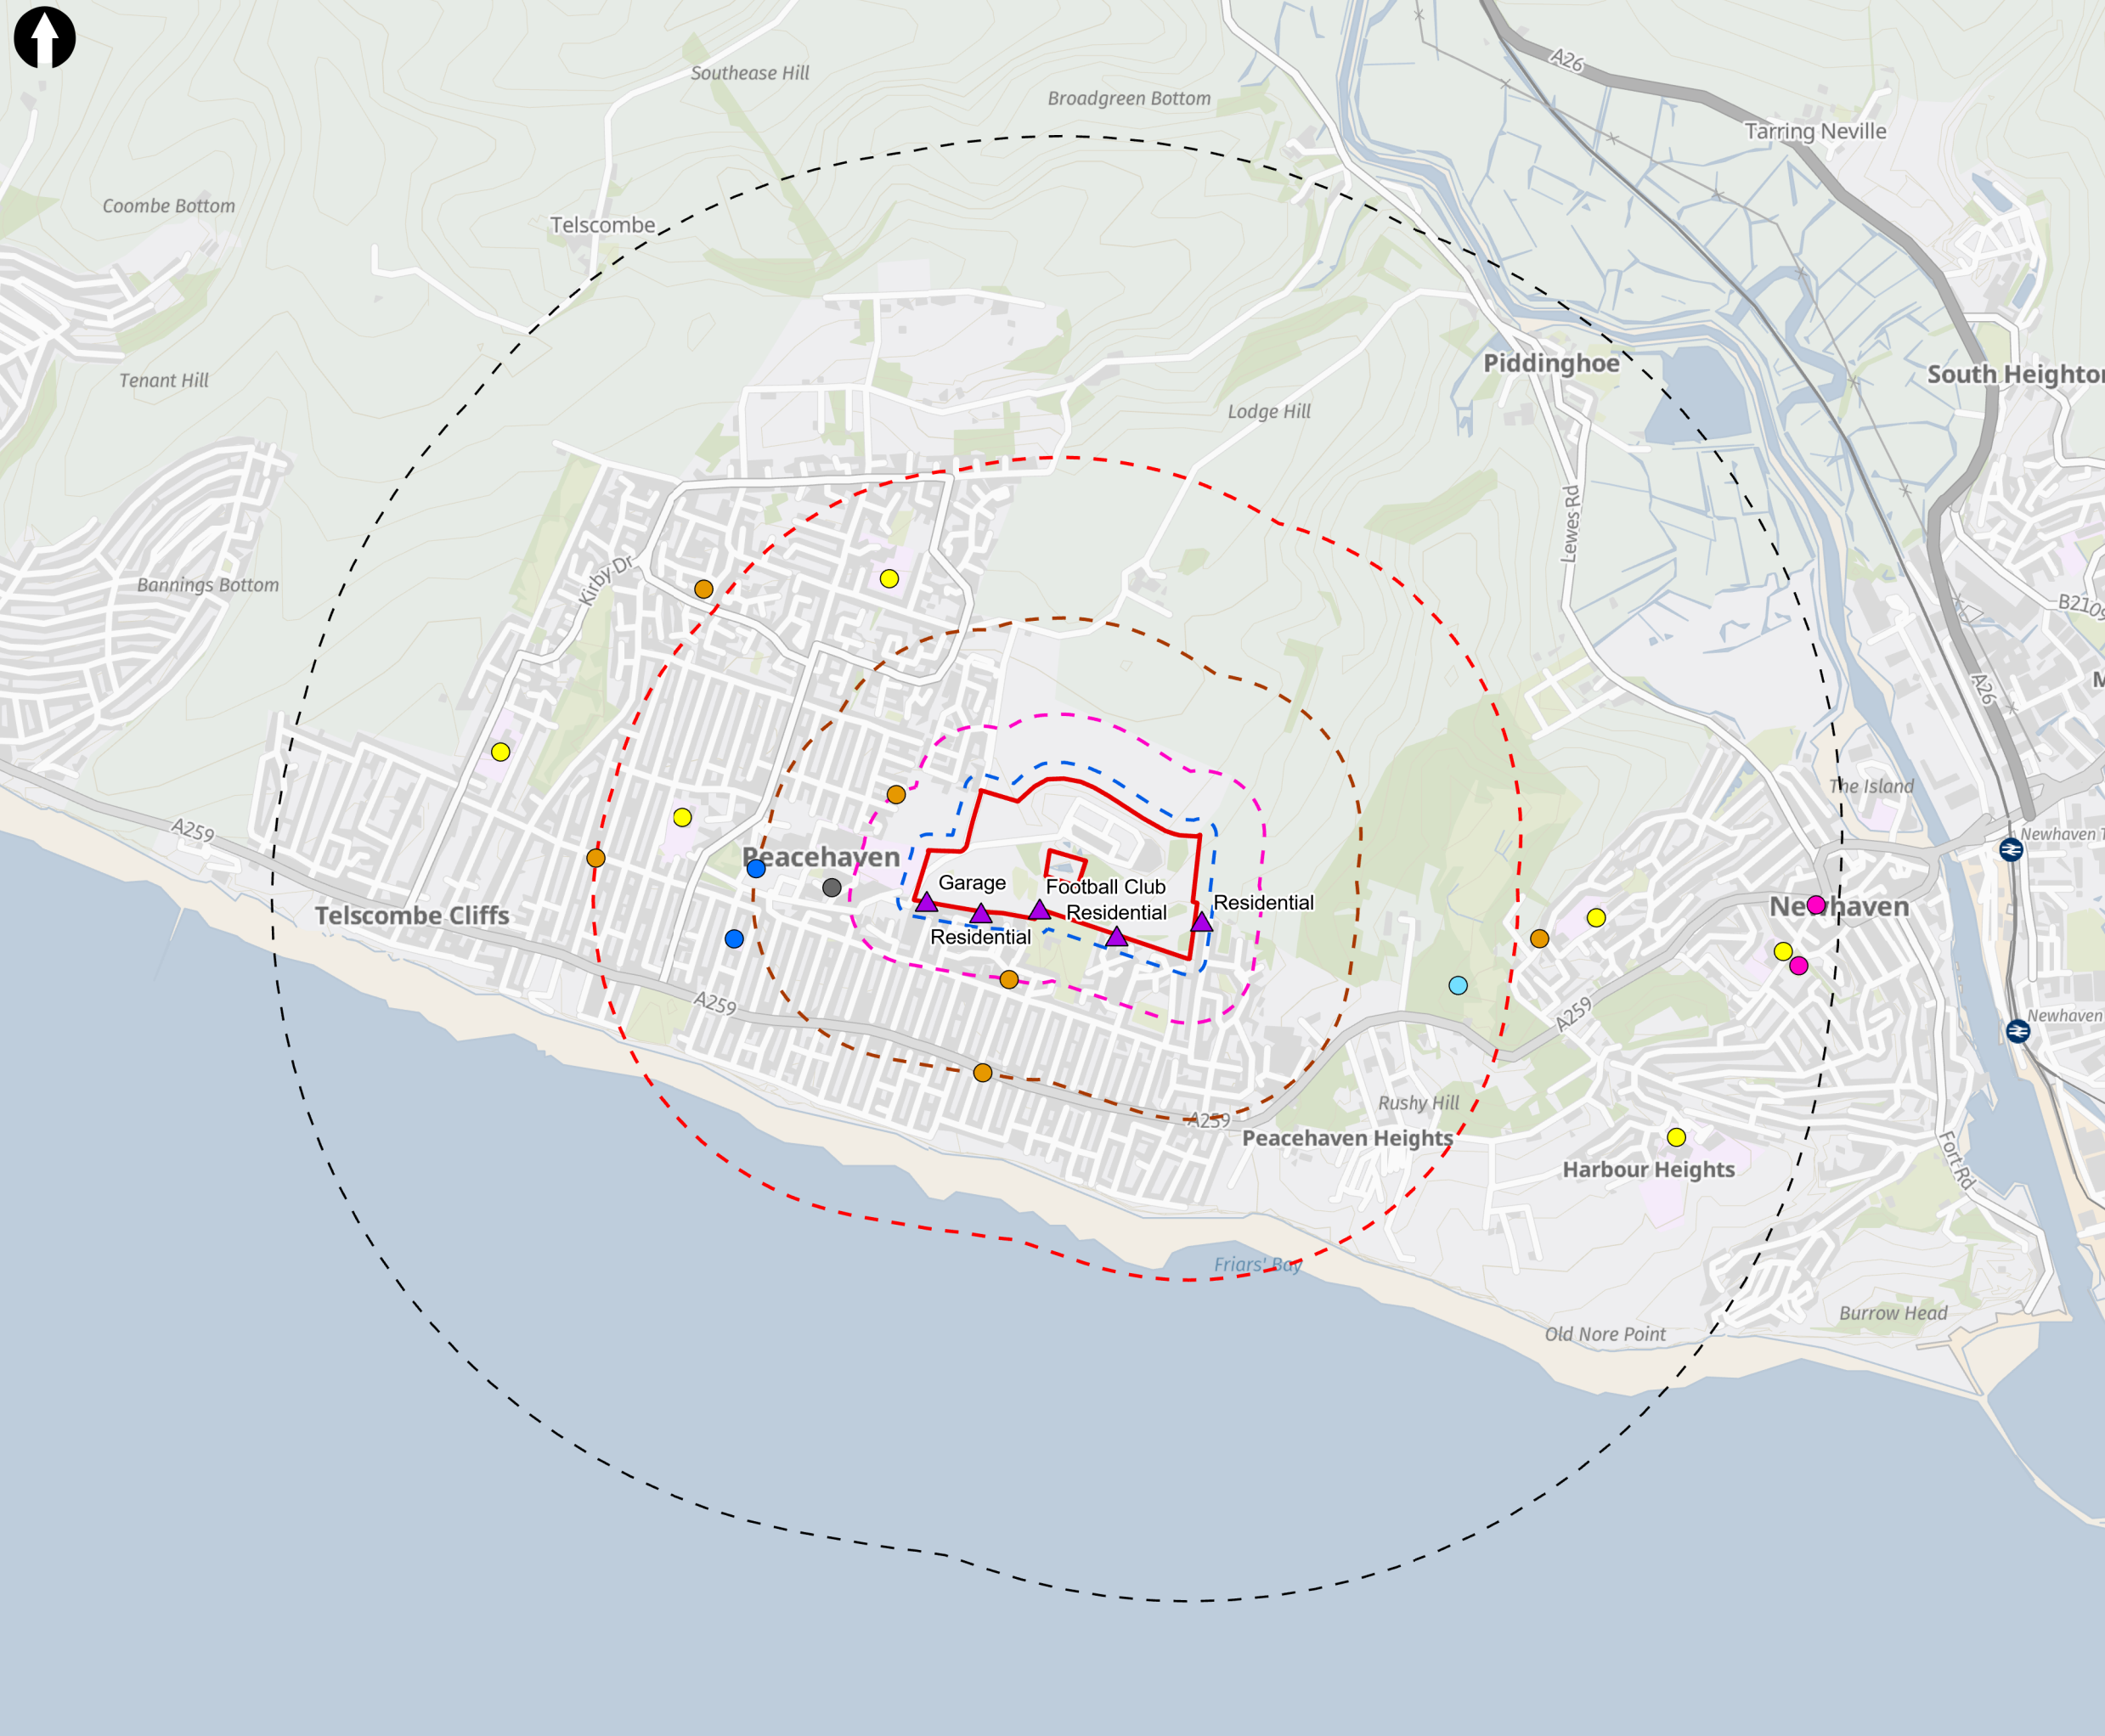 A26
Southease Hill
Broadgreen Bottom
Tarring Neville
Coombe Bottom
Telscombe
Piddinghoe
South Heighton
Tenant Hill
Lodge Hill
Lewes Rd
Kirby Dr
Bannings Bottom
B2109
A26
M
The Island
A259
Newhaven T
Peacehaven
Garage
Football Club
Residential
Residential
Newhaven
Telscombe Cliffs
Residential
A259
A259
Newhaven
Rushy Hill
A259
Peacehaven Heights
Fort Rd
Harbour Heights
Friars' Bay
Burrow Head
Old Nore Point